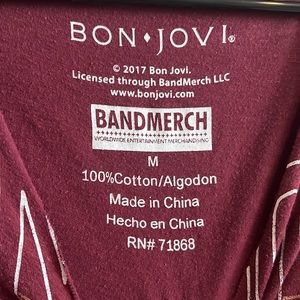 BON♦JOVI®
© 2017 Bon Jovi.
Licensed through BandMerch LLC
www.bonjovi.com
BANDMERCH
WORLDWIDE ENTERTAINMENT MERCHANDISING
M
100%Cotton/Algodon
Made in China
Hecho en China
RN# 71868